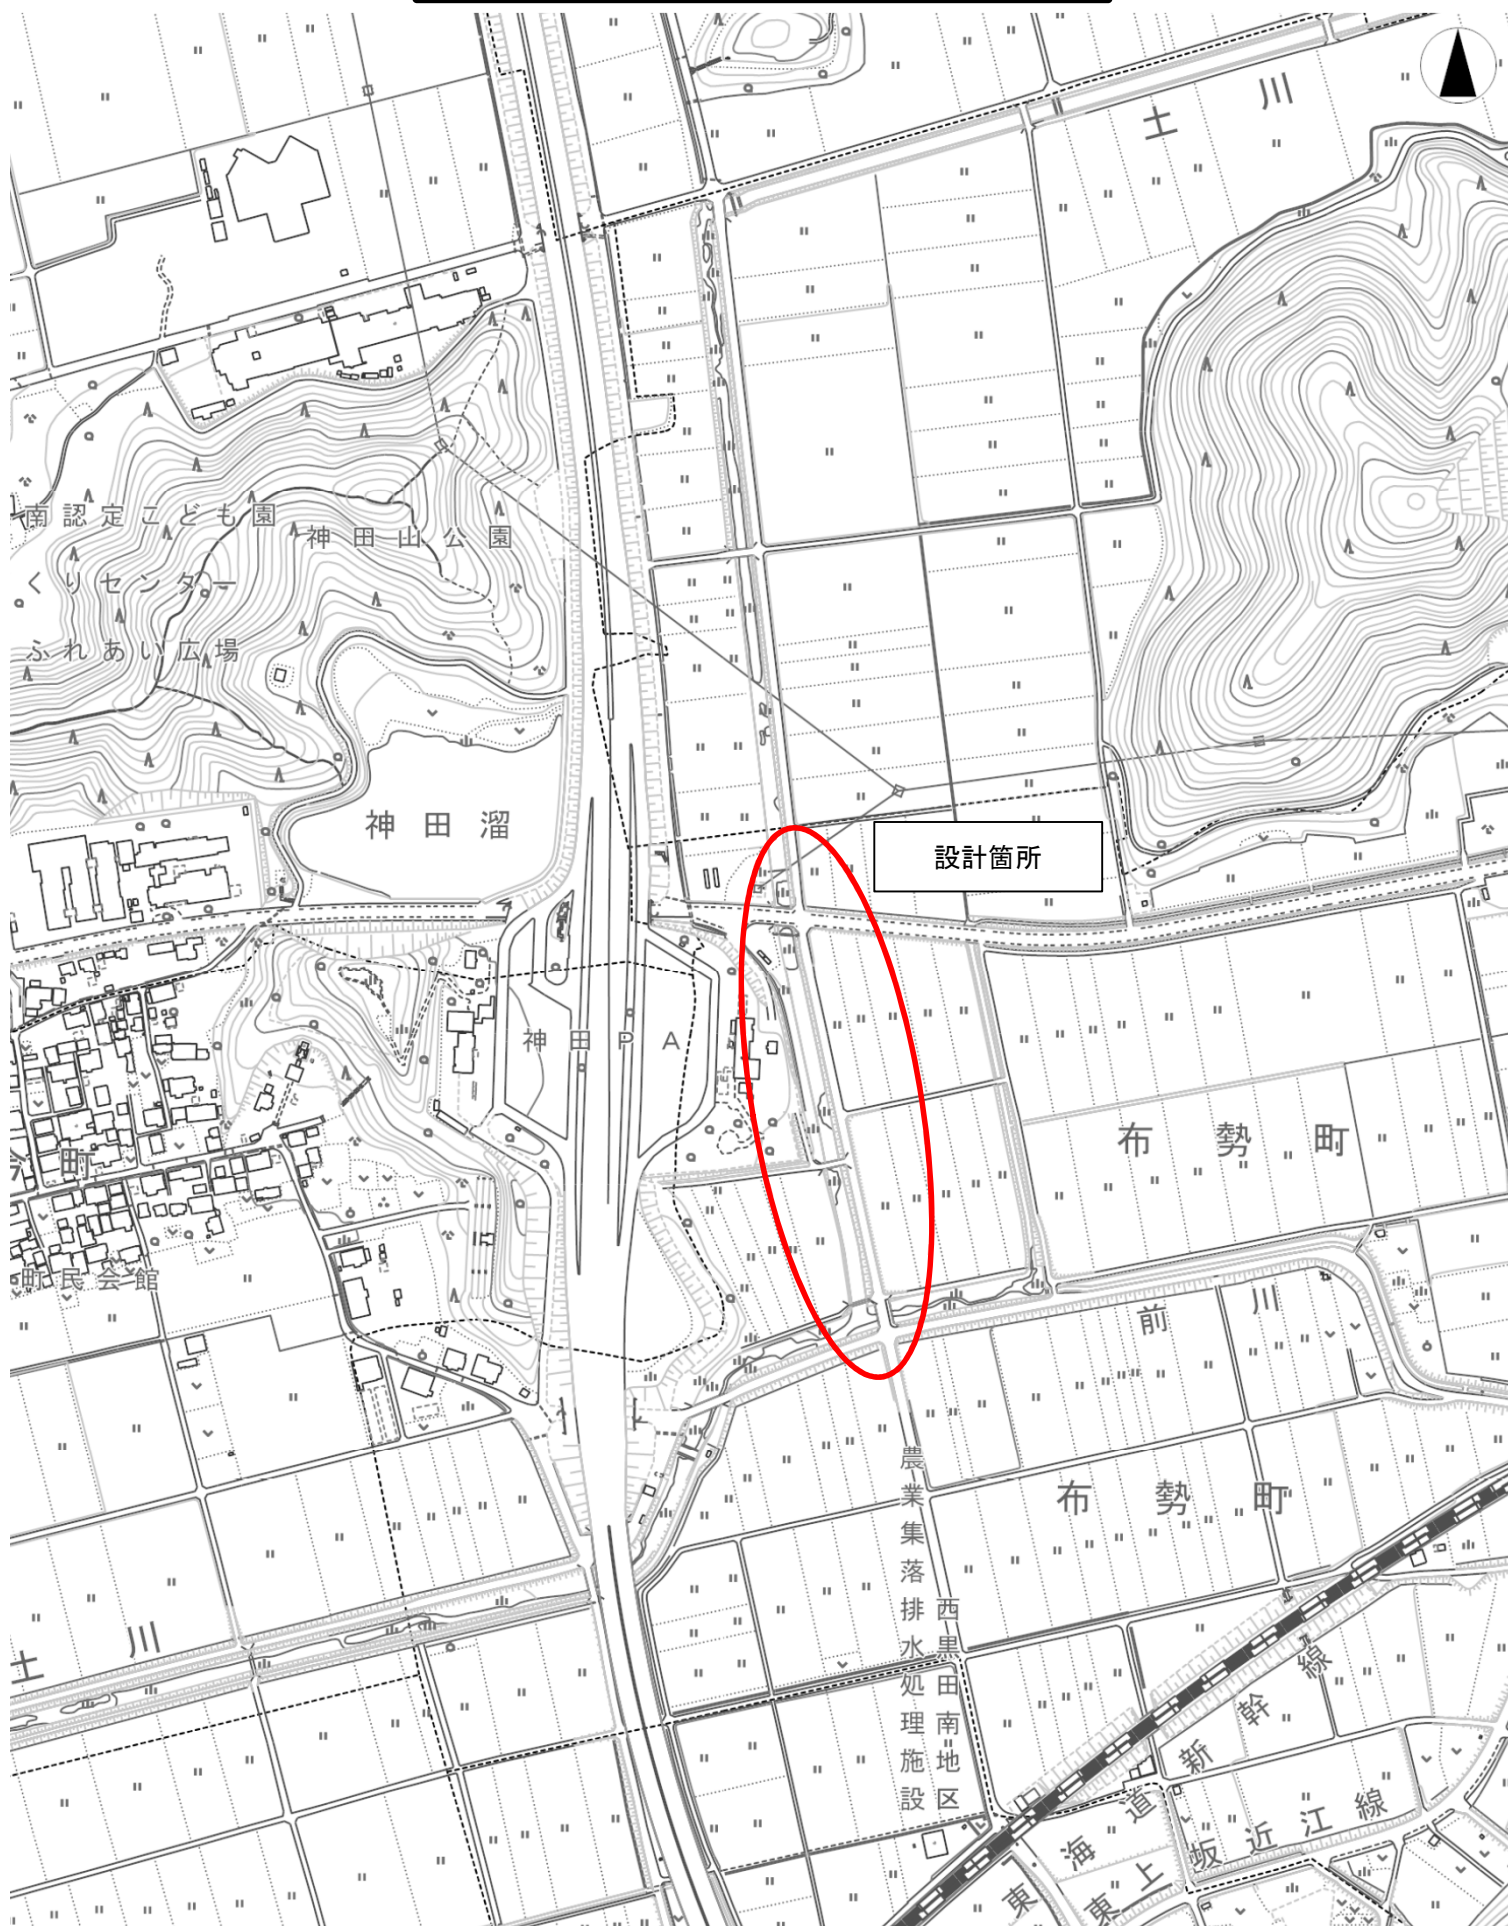 土川
南認定こども園
神田山公園
くりセンター
ふれあい広場
神田溜
設計箇所
神田PA
布勢町
町
町民会館
前川
布勢町
農業集落排水処理施設
西黒田南地区
土川
東海道新幹線
東上坂近江線